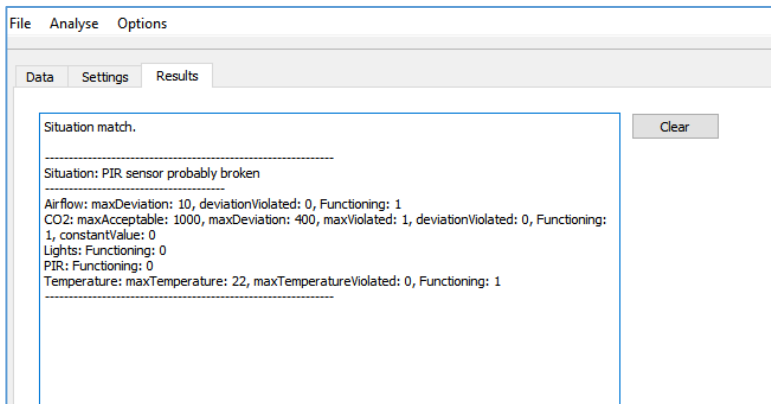 File Analyse Options
Data Settings Results
Situation match.
Clear
----------------------------------------------------------------
Situation: PIR sensor probably broken
----------------------------------------
Airflow: maxDeviation: 10, deviationViolated: 0, Functioning: 1
CO2: maxAcceptable: 1000, maxDeviation: 400, maxViolated: 1, deviationViolated: 0, Functioning:
1, constantValue: 0
Lights: Functioning: 0
PIR: Functioning: 0
Temperature: maxTemperature: 22, maxTemperatureViolated: 0, Functioning: 1
----------------------------------------------------------------